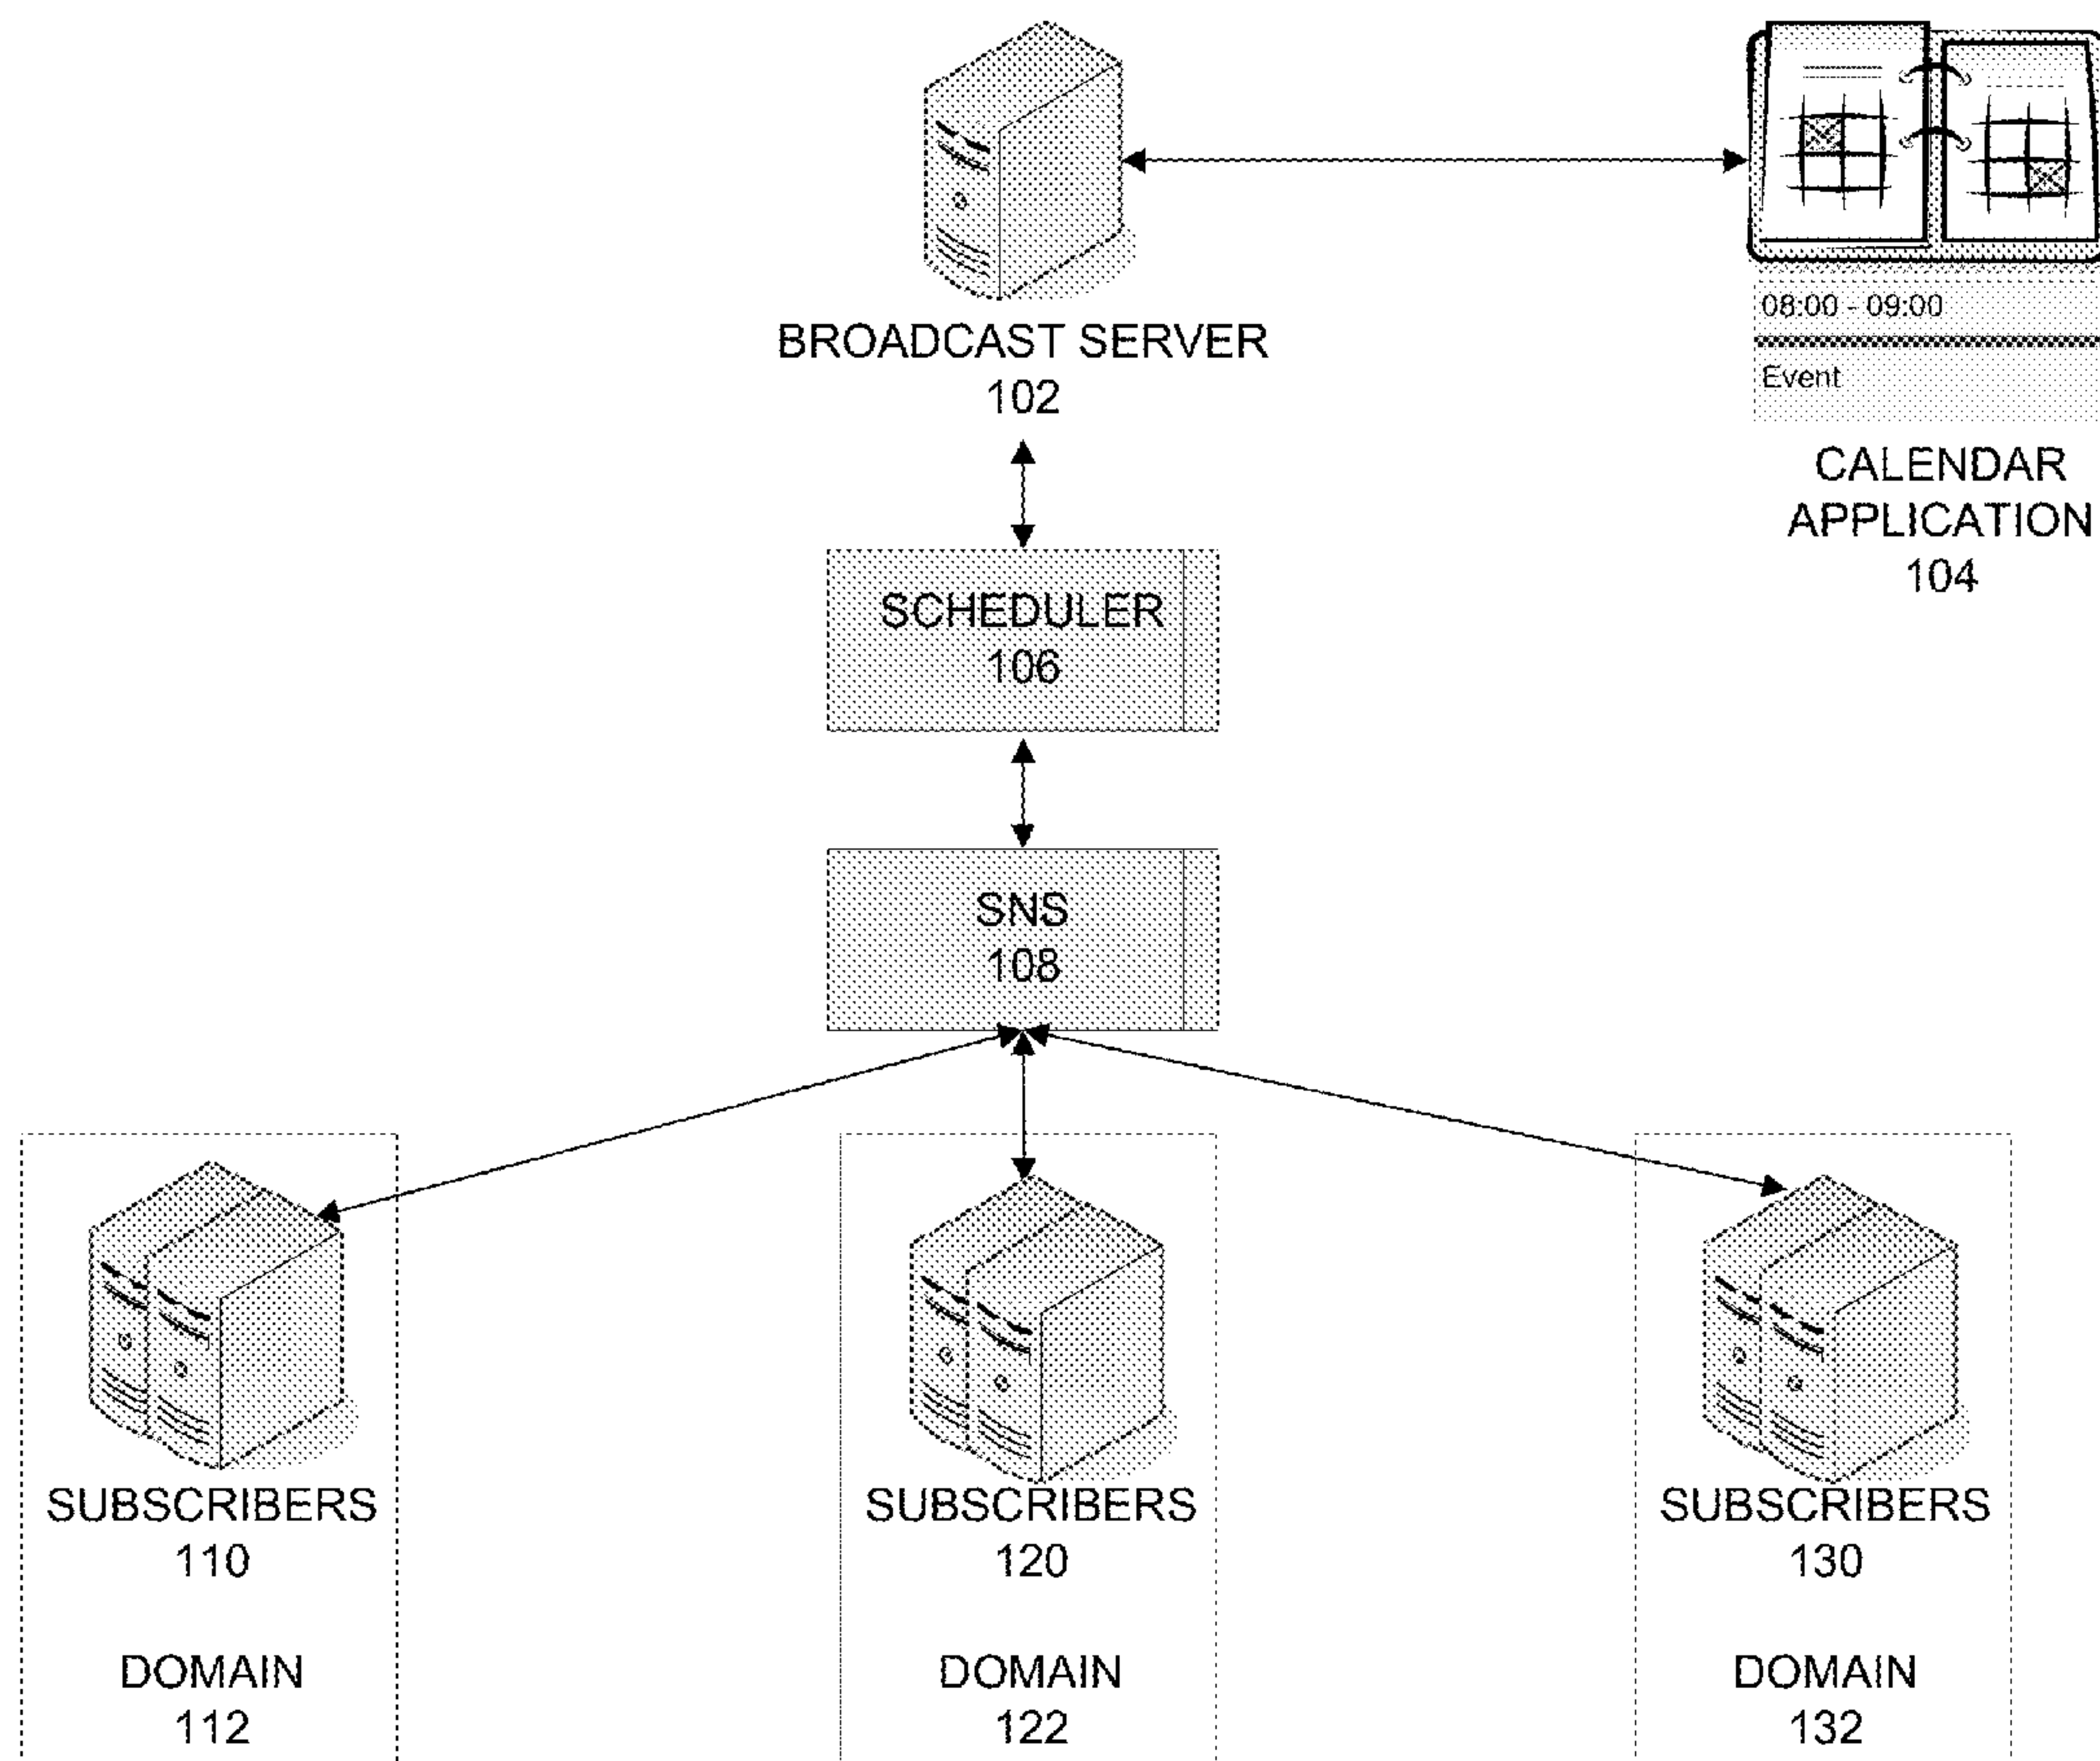 BROADCAST SERVER
102
08:00 - 09:00
Event
CALENDAR
APPLICATION
104
SCHEDULER
106
SNS
108
SUBSCRIBERS
110
DOMAIN
112
SUBSCRIBERS
120
DOMAIN
122
SUBSCRIBERS
130
DOMAIN
132